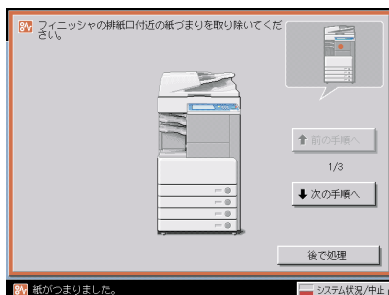 フィニッシャの排紙口付近の紙づまりを取り除いてくだ
さい。
前の手順へ
1/3
次の手順へ
後で処理
紙がつまりました。
システム状況/中止